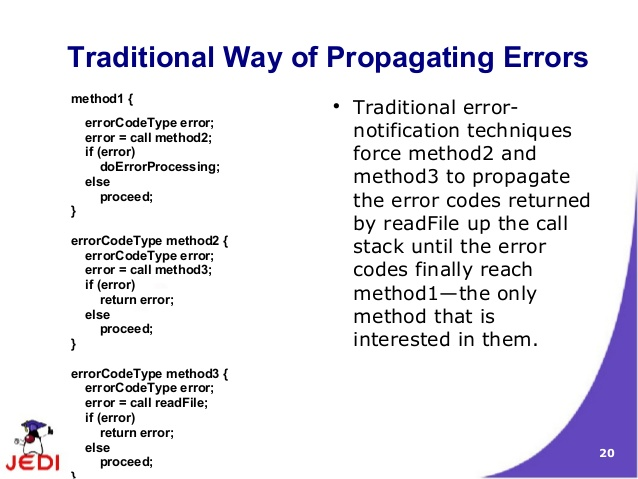 Traditional Way of Propagating Errors
method1 {
errorCodeType error;
error = call method2;
if (error)
doErrorProcessing;
else
proceed;
}
errorCodeType method2 {
errorCodeType error;
error = call method3;
if (error)
return error;
else
proceed;
}
errorCodeType method3 {
errorCodeType error;
error = call readFile;
if (error)
return error;
else
proceed;
}
• Traditional error-
notification techniques
force method2 and
method3 to propagate
the error codes returned
by readFile up the call
stack until the error
codes finally reach
method1—the only
method that is
interested in them.
JEDI
20